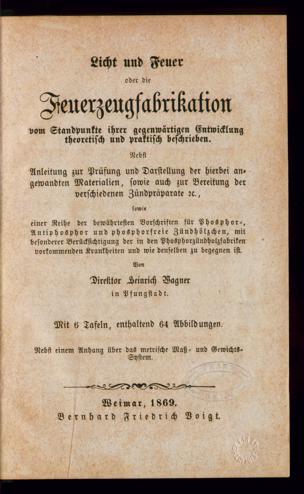 Licht und Feuer
oder die
Feuerzeugfabrikation
vom Standpunkte ihrer gegenwärtigen Entwicklung
theoretisch und praktisch beschrieben.
Nebst
Anleitung zur Prüfung und Darstellung der hierbei an-
gewandten Materialien, sowie auch zur Bereitung der
verschiedenen Zündpräparate ꝛc.,
sowie
einer Reihe der bewährtesten Vorschriften für Phosphor-,
Antiphosphor und phosphorfreie Zündhölzchen, mit
besonderer Berücksichtigung der in den Phosphorzündholzfabriken
vorkommenden Krankheiten und wie denselben zu begegnen ist.
Von
Direktor Heinrich Wagner
in Pfungstadt.
Mit 6 Tafeln, enthaltend 64 Abbildungen.
Nebst einem Anhang über das metrische Maß- und Gewichts-
System.
Weimar, 1869.
Bernhard Friedrich Voigt.